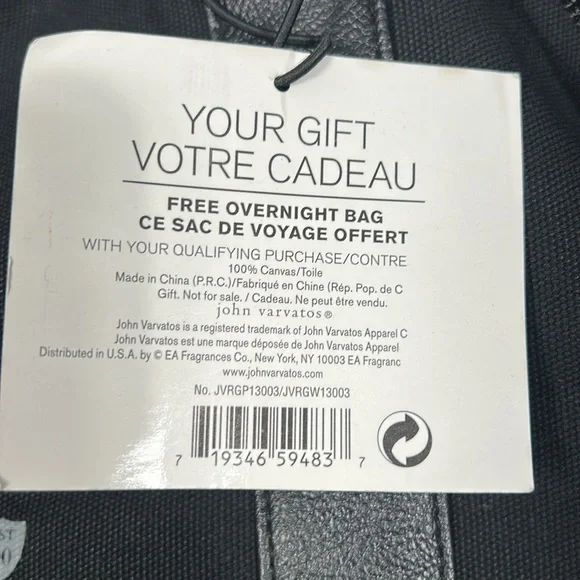 YOUR GIFT
VOTRE CADEAU
FREE OVERNIGHT BAG
CE SAC DE VOYAGE OFFERT
WITH YOUR QUALIFYING PURCHASE/CONTRE
100% Canvas/Toile
Made in China (P.R.C.)/Fabriqué en Chine (Rép. Pop. de C
Gift. Not for sale. / Cadeau. Ne peut être vendu.
john varvatos®
John Varvatos is a registered trademark of John Varvatos Apparel C
John Varvatos est une marque déposée de John Varvatos Apparel
Distributed in U.S.A. by © EA Fragrances Co., New York, NY 10003 EA Fragranc
www.johnvarvatos.com
No. JVRGP13003/JVRGW13003
7 19346 59483 7